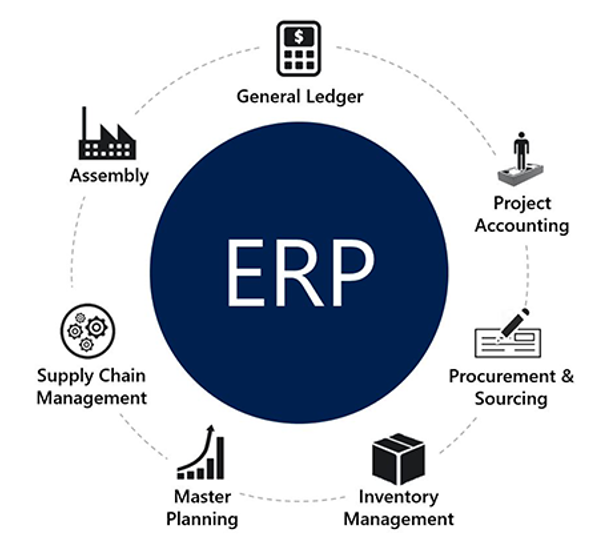 $
General Ledger
Project
Accounting
Procurement &
Sourcing
Inventory
Management
Master
Planning
Supply Chain
Management
Assembly
ERP